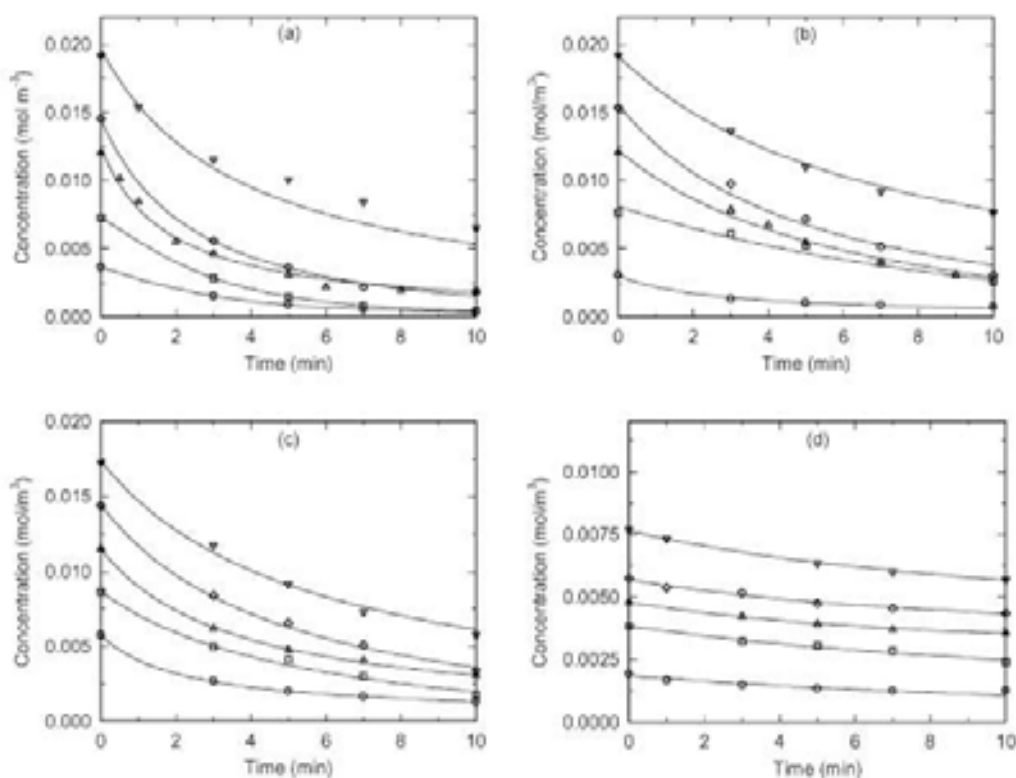 (a)
0.020
0.015
0.010
0.005
0.000
Concentration (mol m⁻³)
0 2 4 6 8 10
Time (min)
(b)
0.020
0.015
0.010
0.005
0.000
Concentration (mol/m³)
0 2 4 6 8 10
Time (min)
(c)
0.020
0.015
0.010
0.005
0.000
Concentration (mol/m³)
0 2 4 6 8 10
Time (min)
(d)
0.0100
0.0075
0.0050
0.0025
0.0000
Concentration (mol/m³)
0 2 4 6 8 10
Time (min)